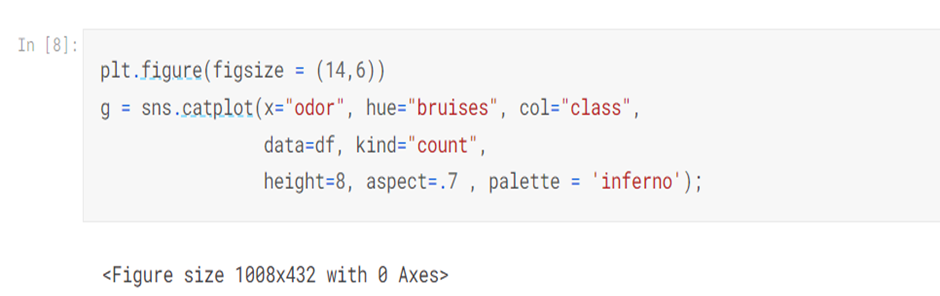 In [8]:
plt.figure(figsize = (14,6))
g = sns.catplot(x="odor", hue="bruises", col="class",
data=df, kind="count",
height=8, aspect=.7 , palette = 'inferno');
<Figure size 1008x432 with 0 Axes>